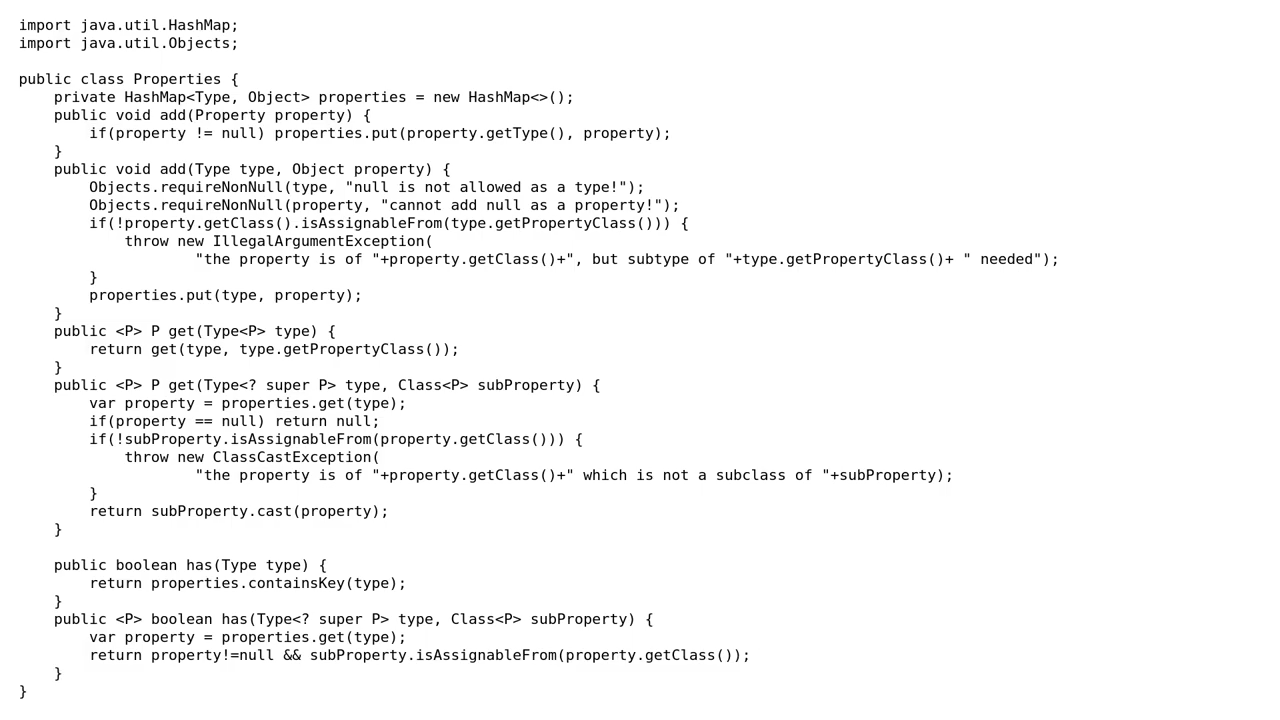 import java.util.HashMap;
import java.util.Objects;

public class Properties {
    private HashMap<Type, Object> properties = new HashMap<>();
    public void add(Property property) {
        if(property != null) properties.put(property.getType(), property);
    }
    public void add(Type type, Object property) {
        Objects.requireNonNull(type, "null is not allowed as a type!");
        Objects.requireNonNull(property, "cannot add null as a property!");
        if(!property.getClass().isAssignableFrom(type.getPropertyClass())) {
            throw new IllegalArgumentException(
                    "the property is of "+property.getClass()+", but subtype of "+type.getPropertyClass()+ " needed");
        }
        properties.put(type, property);
    }
    public <P> P get(Type<P> type) {
        return get(type, type.getPropertyClass());
    }
    public <P> P get(Type<? super P> type, Class<P> subProperty) {
        var property = properties.get(type);
        if(property == null) return null;
        if(!subProperty.isAssignableFrom(property.getClass())) {
            throw new ClassCastException(
                    "the property is of "+property.getClass()+" which is not a subclass of "+subProperty);
        }
        return subProperty.cast(property);
    }

    public boolean has(Type type) {
        return properties.containsKey(type);
    }
    public <P> boolean has(Type<? super P> type, Class<P> subProperty) {
        var property = properties.get(type);
        return property!=null && subProperty.isAssignableFrom(property.getClass());
    }
}